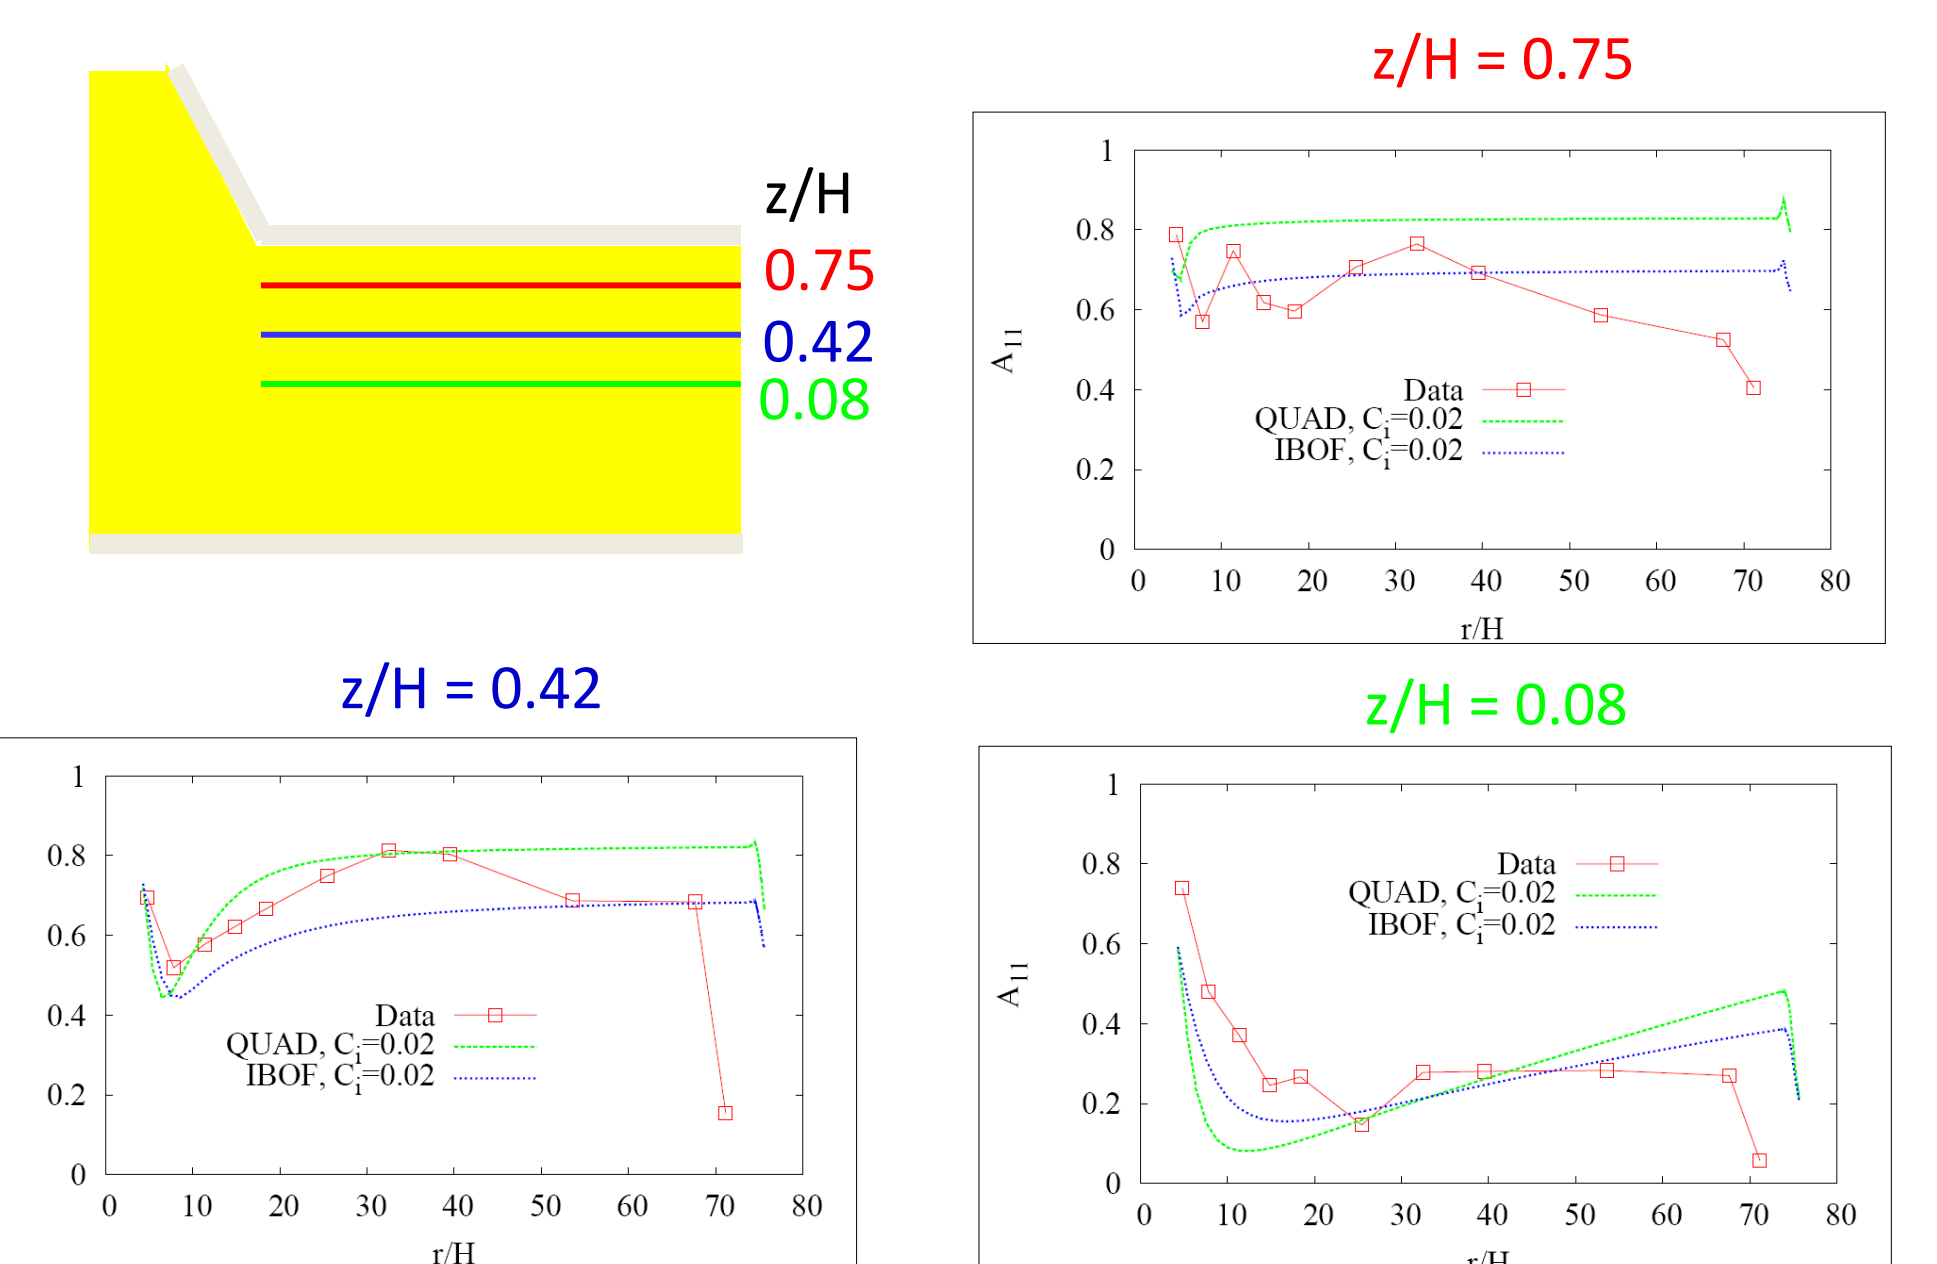 z/H
0.75
0.42
0.08
z/H = 0.75
1
0.8
0.6
0.4
0.2
0
A11
Data
QUAD, Ci=0.02
IBOF, Ci=0.02
0 10 20 30 40 50 60 70 80
r/H
z/H = 0.42
1
0.8
0.6
0.4
0.2
0
Data
QUAD, Ci=0.02
IBOF, Ci=0.02
0 10 20 30 40 50 60 70 80
r/H
z/H = 0.08
1
0.8
0.6
0.4
0.2
0
A11
Data
QUAD, Ci=0.02
IBOF, Ci=0.02
0 10 20 30 40 50 60 70 80
r/H